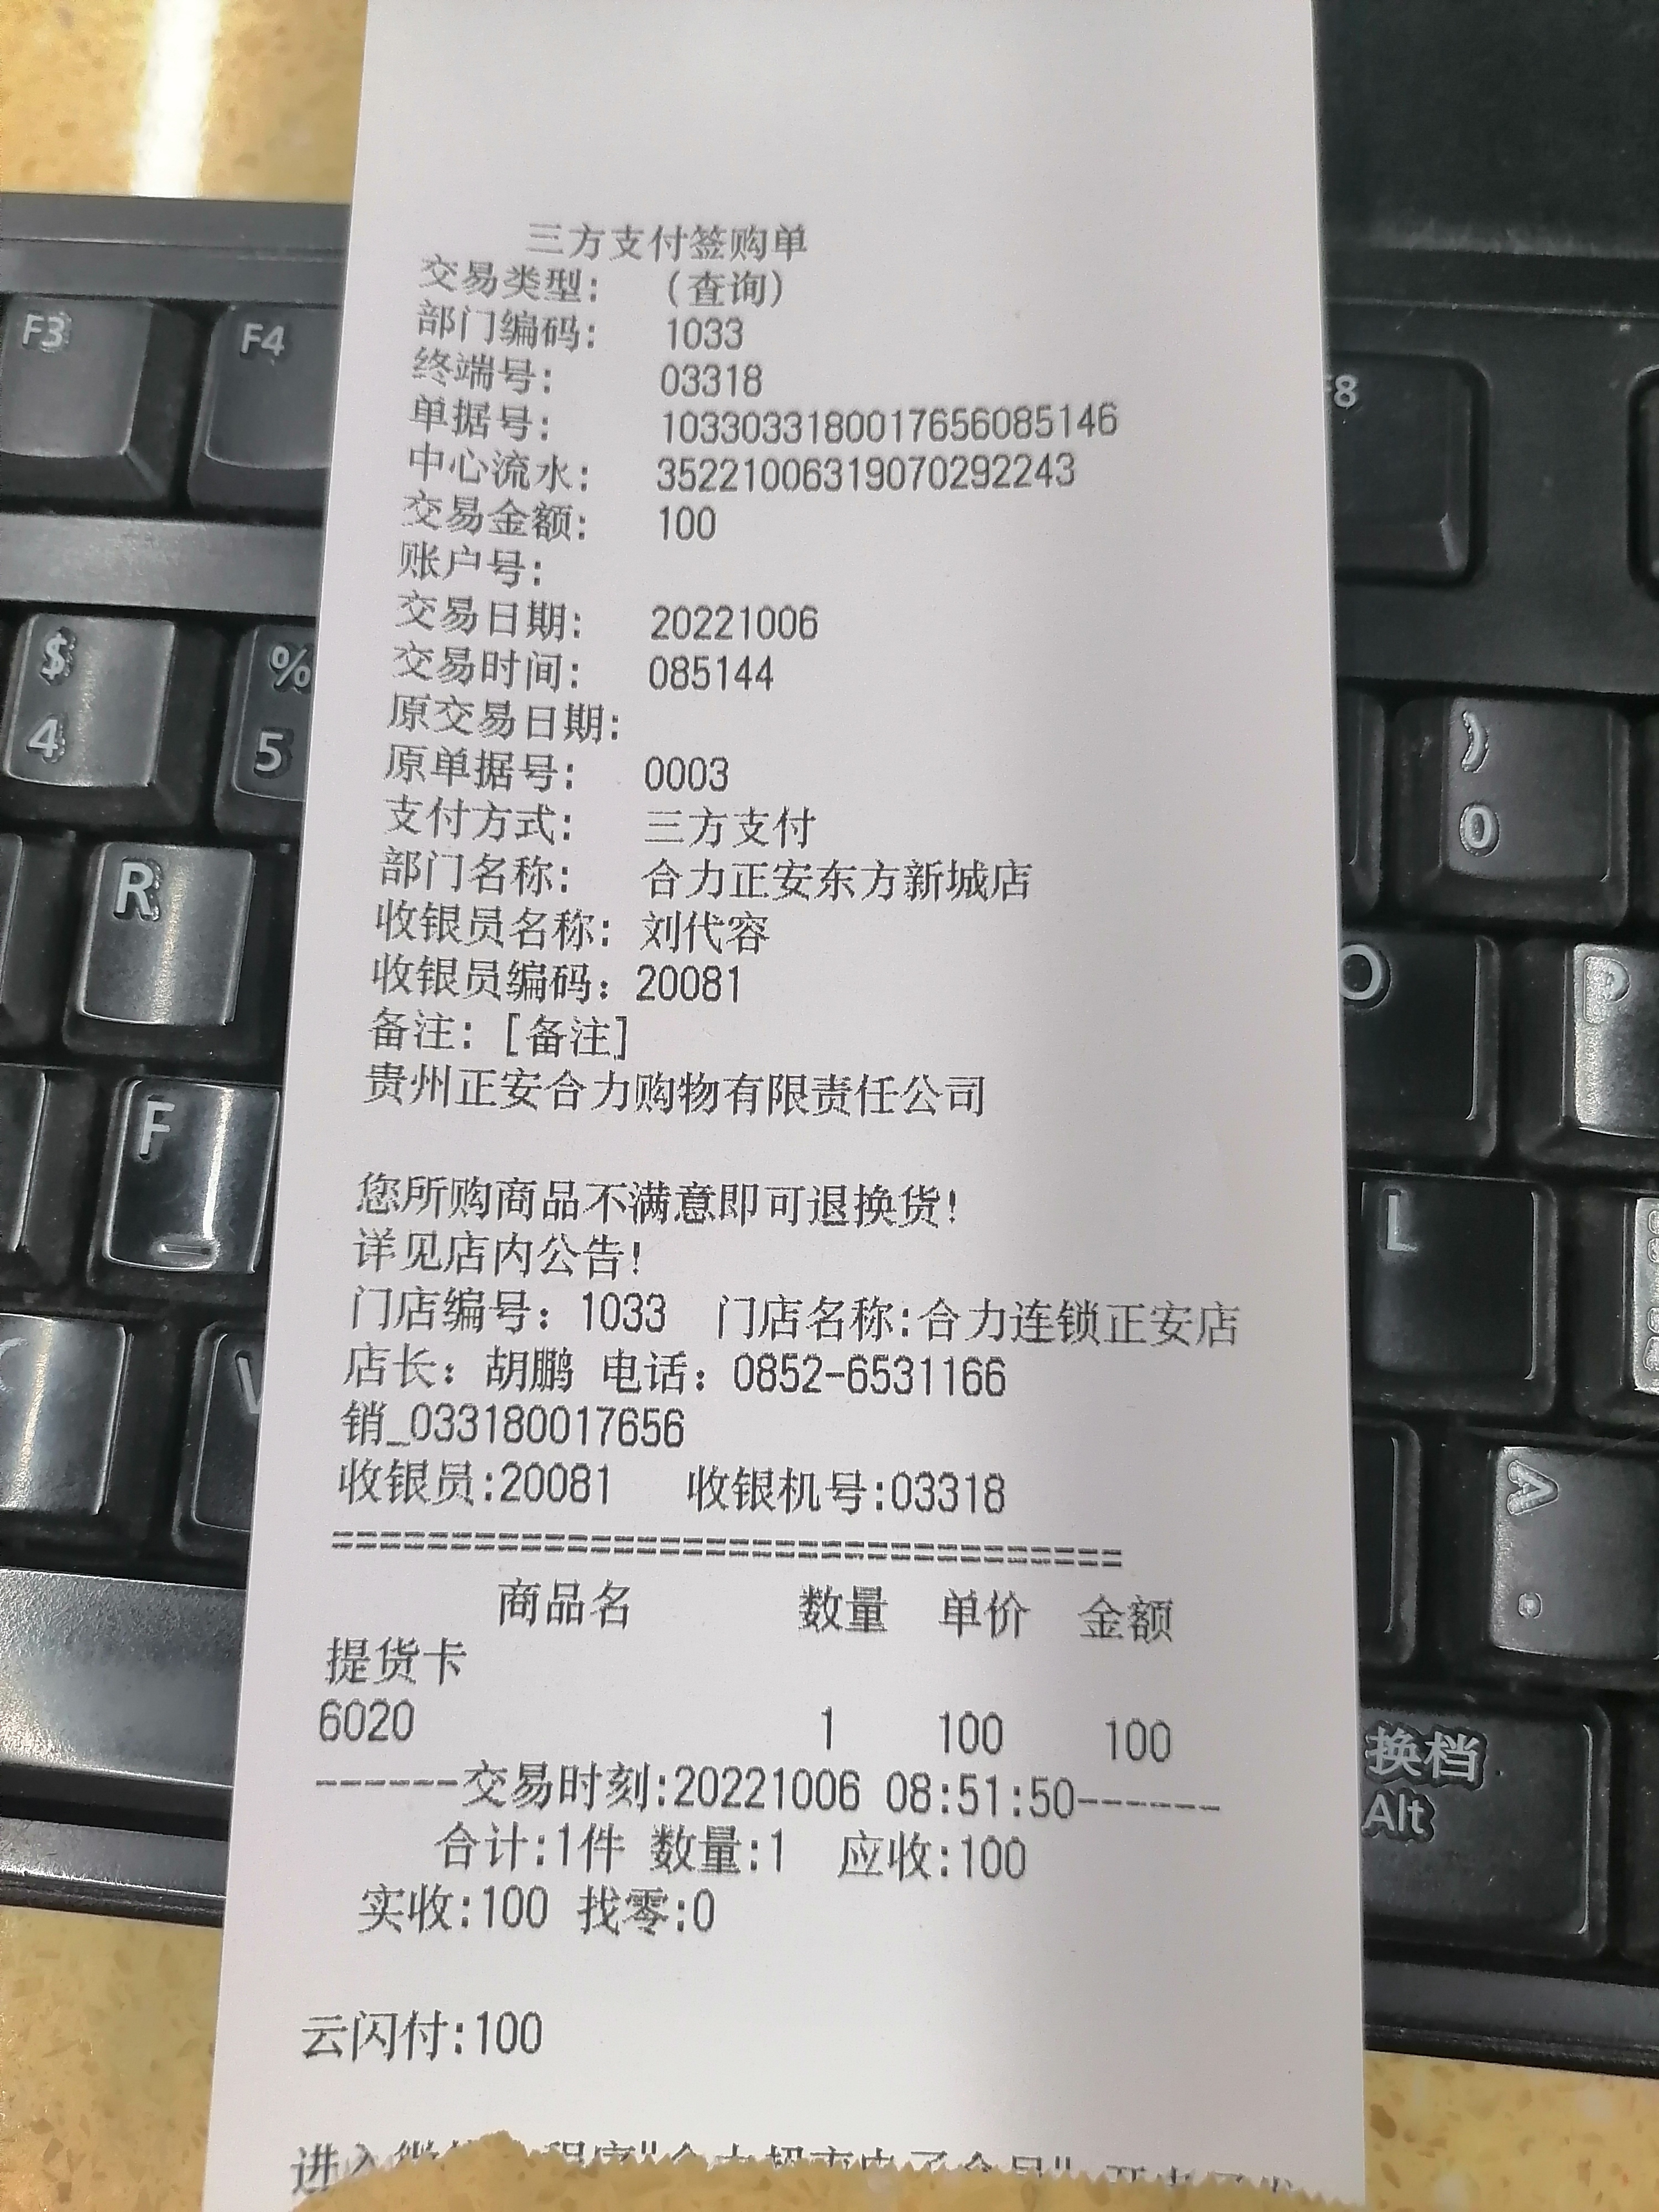 三方支付签购单
交易类型: (查询)
部门编码: 1033
终端号: 03318
单据号: 1033033180017656085146
中心流水: 35221006319070292243
交易金额: 100
账户号:
交易日期: 20221006
交易时间: 085144
原交易日期:
原单据号: 0003
支付方式: 三方支付
部门名称: 合力正安东方新城店
收银员名称: 刘代容
收银员编码: 20081
备注: [备注]
贵州正安合力购物有限责任公司
您所购商品不满意即可退换货!
详见店内公告!
门店编号: 1033 门店名称:合力连锁正安店
店长: 胡鹏 电话: 0852-6531166
销_033180017656
收银员:20081 收银机号:03318
==================================
商品名 数量 单价 金额
提货卡
6020 1 100 100
------交易时刻:20221006 08:51:50------
合计:1件 数量:1 应收:100
实收:100 找零:0
云闪付:100
进入
F3
F4
F8
$
4
%
5
)
0
R
O
P
F
L
V
换档
Alt